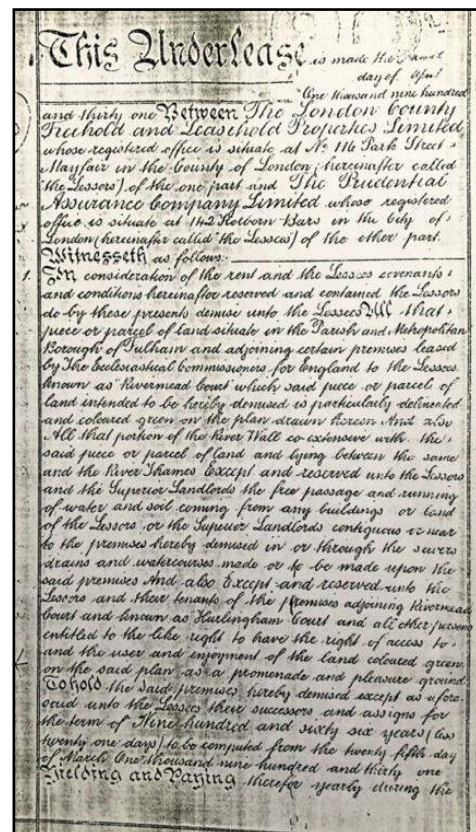 This Underlease is made the
day of April
One thousand nine hundred
and thirty one Between The London County
Freehold and Leasehold Properties Limited
whose registered office is situate at No. Park Street
Mayfair in the County of London (hereinafter called
the Lessors) of the one part and The Prudential
Assurance Company Limited whose registered
office is situate at 142 Holborn Bars in the City of
London (hereinafter called the Lessees) of the other part.
Witnesseth as follows:-
1. In consideration of the rent and the Lessees covenants
and conditions hereinafter reserved and contained the Lessors
do by these presents demise unto the Lessees All that
piece or parcel of land situate in the Parish and Metropolitan
Borough of Fulham and adjoining certain premises leased
by The Ecclesiastical Commissioners for England to the Lessees
known as Rivermead Court which said piece or parcel of
land intended to be hereby demised is particularly delineated
and coloured green on the plan drawn hereon And also
All that portion of the River Wall co-extensive with the
said piece or parcel of land and lying between the same
and the River Thames Except and reserved unto the Lessors
and the Superior Landlords the free passage and running
of water and soil coming from any buildings or land
of the Lessors or the Superior Landlords contiguous or near
to the premises hereby demised in or through the sewers
drains and watercourses made or to be made upon the
said premises And also Except and reserved unto the
Lessors and their tenants of the premises adjoining Rivermead
Court and known as Hurlingham Court and all other persons
entitled to the like right to have the right of access to
and the user and enjoyment of the land coloured green
on the said plan as a promenade and pleasure ground
To hold the said premises hereby demised except as afore
said unto the Lessees their successors and assigns for
the term of Nine hundred and sixty six years (less
twenty one days) to be computed from the twenty fifth day
of March One thousand nine hundred and thirty one
Yielding and Paying therefor yearly during the